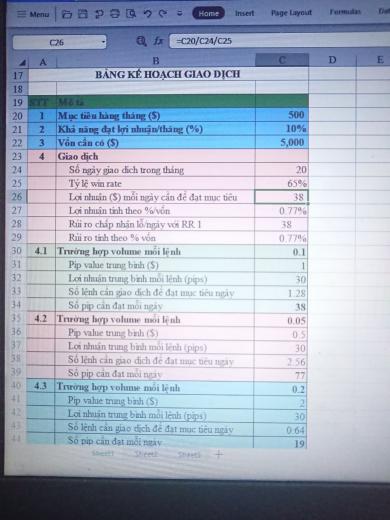 Menu Home Insert Page Layout Formulas
C26 fx =C20/C24/C25
A B C D E
17 BẢNG KẾ HOẠCH GIAO DỊCH
18
19 STT Mô tả
20 1 Mục tiêu hàng tháng ($) 500
21 2 Khả năng đạt lợi nhuận/tháng (%) 10%
22 3 Vốn cần có ($) 5,000
23 4 Giao dịch
24 Số ngày giao dich trong tháng 20
25 Tỷ lệ win rate 65%
26 Lợi nhuận ($) mỗi ngày cần để đạt mục tiêu 38
27 Lợi nhuận tính theo %/vốn 0.77%
28 Rủi ro chấp nhận lỗ/ngày với RR 1 38
29 Rủi ro tính theo % vốn 0.77%
30 4.1 Trường hợp volume mỗi lệnh 0.1
31 Pip value trung bình ($) 1
32 Lợi nhuận trung bình mỗi lệnh (pips) 30
33 Số lệnh cần giao dịch để đạt mục tiêu ngày 1.28
34 Số pip cần đạt mỗi ngày 38
35 4.2 Trường hợp volume mỗi lệnh 0.05
36 Pip value trung bình ($) 0.5
37 Lợi nhuận trung bình mỗi lệnh (pips) 30
38 Số lệnh cần giao dịch để đạt mục tiêu ngày 2.56
39 Số pip cần đạt mỗi ngày 77
40 4.3 Trường hợp volume mỗi lệnh 0.2
41 Pip value trung bình ($) 2
42 Lợi nhuận trung bình mỗi lệnh (pips) 30
43 Số lệnh cần giao dịch để đạt mục tiêu ngày 0.64
44 Số pip cần đạt mỗi ngày 19
Sheet1 Sheet2 Sheet3